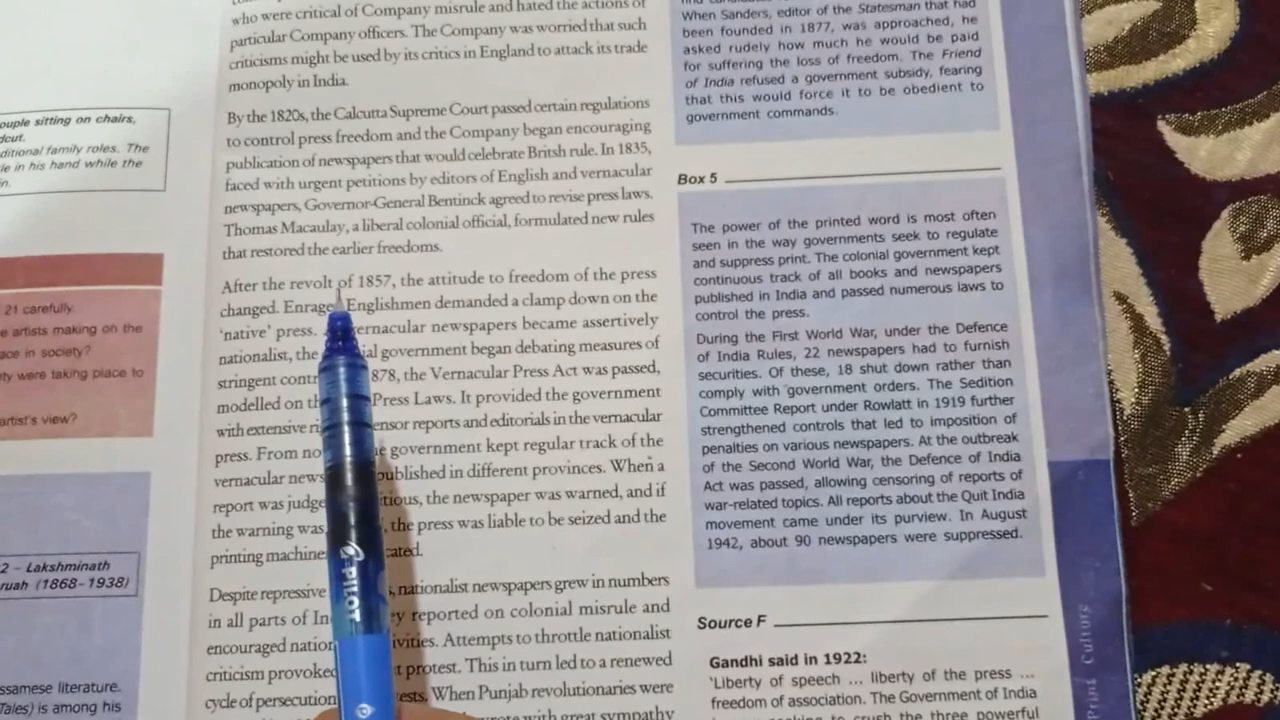 who were critical of Company misrule and hated the actions of
particular Company officers. The Company was worried that such
criticisms might be used by its critics in England to attack its trade
monopoly in India.
By the 1820s, the Calcutta Supreme Court passed certain regulations
to control press freedom and the Company began encouraging
publication of newspapers that would celebrate Britsh rule. In 1835,
faced with urgent petitions by editors of English and vernacular
newspapers, Governor-General Bentinck agreed to revise press laws.
Thomas Macaulay, a liberal colonial official, formulated new rules
that restored the earlier freedoms.
After the revolt of 1857, the attitude to freedom of the press
changed. Enrage Englishmen demanded a clamp down on the
'native' press. ernacular newspapers became assertively
nationalist, the ial government began debating measures of
stringent contr 878, the Vernacular Press Act was passed,
modelled on th Press Laws. It provided the government
with extensive ri ensor reports and editorials in the vernacular
press. From no e government kept regular track of the
vernacular news published in different provinces. When a
report was judge itious, the newspaper was warned, and if
the warning was , the press was liable to be seized and the
printing machine cated.
Despite repressive s, nationalist newspapers grew in numbers
in all parts of In ey reported on colonial misrule and
encouraged nation ivities. Attempts to throttle nationalist
criticism provoked t protest. This in turn led to a renewed
cycle of persecution ests. When Punjab revolutionaries were
wrote with great sympathy
When Sanders, editor of the Statesman that had
been founded in 1877, was approached, he
asked rudely how much he would be paid
for suffering the loss of freedom. The Friend
of India refused a government subsidy, fearing
that this would force it to be obedient to
government commands.
Box 5
The power of the printed word is most often
seen in the way governments seek to regulate
and suppress print. The colonial government kept
continuous track of all books and newspapers
published in India and passed numerous laws to
control the press.
During the First World War, under the Defence
of India Rules, 22 newspapers had to furnish
securities. Of these, 18 shut down rather than
comply with government orders. The Sedition
Committee Report under Rowlatt in 1919 further
strengthened controls that led to imposition of
penalties on various newspapers. At the outbreak
of the Second World War, the Defence of India
Act was passed, allowing censoring of reports of
war-related topics. All reports about the Quit India
movement came under its purview. In August
1942, about 90 newspapers were suppressed.
Source F
Gandhi said in 1922:
'Liberty of speech ... liberty of the press ...
freedom of association. The Government of India
to crush the three powerful
Print Culture
ouple sitting on chairs,
dcut.
ditional family roles. The
le in his hand while the
n.
21 carefully.
e artists making on the
ace in society?
ty were taking place to
artist's view?
2 – Lakshminath
ruah (1868–1938)
ssamese literature.
Tales) is among his
PILOT